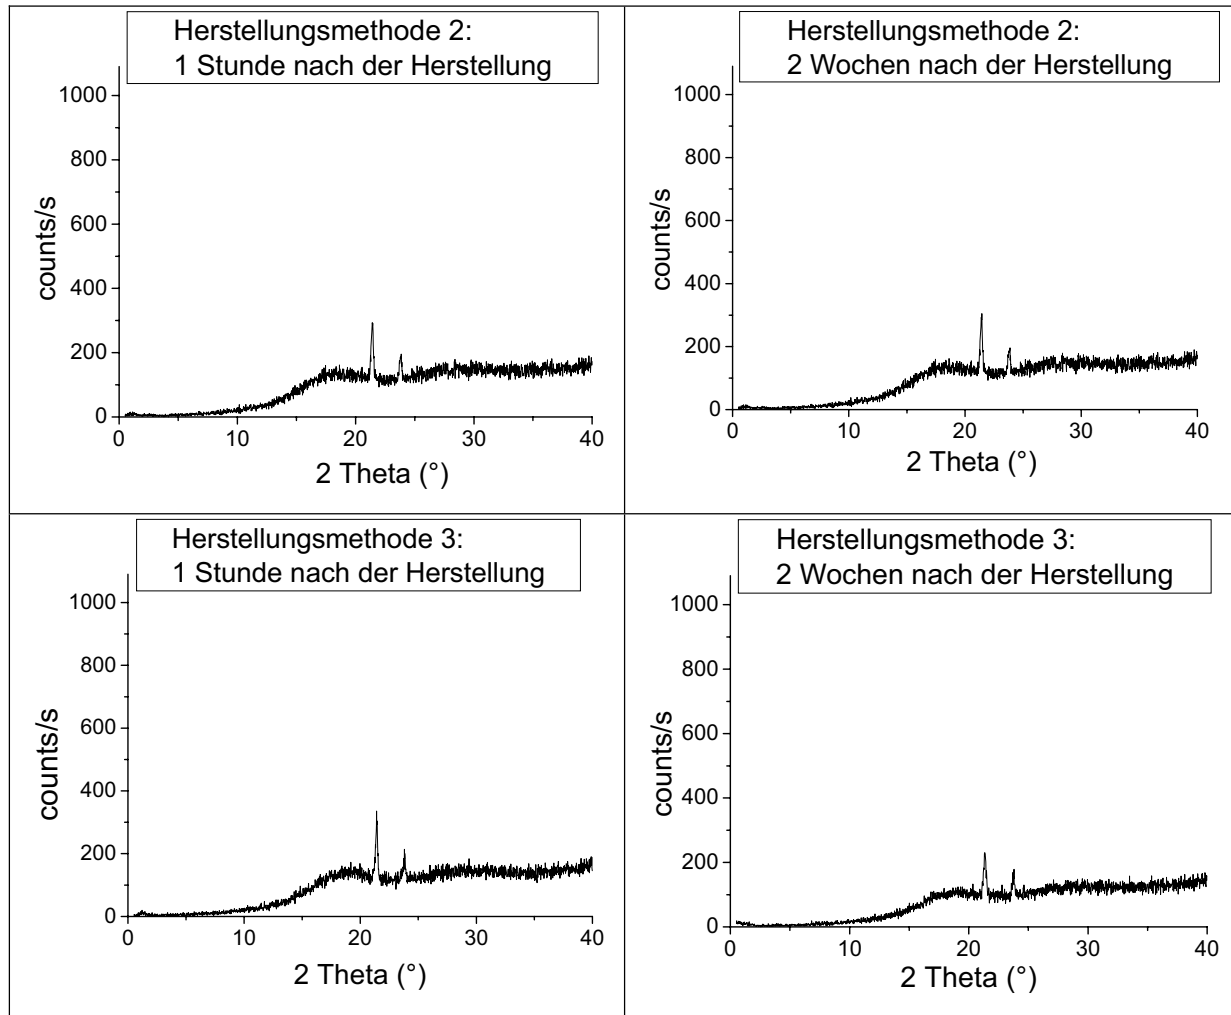 Herstellungsmethode 2:
1 Stunde nach der Herstellung
1000
800
600
400
200
0
counts/s
0 10 20 30 40
2 Theta (°)
Herstellungsmethode 2:
2 Wochen nach der Herstellung
1000
800
600
400
200
0
counts/s
0 10 20 30 40
2 Theta (°)
Herstellungsmethode 3:
1 Stunde nach der Herstellung
1000
800
600
400
200
0
counts/s
0 10 20 30 40
2 Theta (°)
Herstellungsmethode 3:
2 Wochen nach der Herstellung
1000
800
600
400
200
0
counts/s
0 10 20 30 40
2 Theta (°)